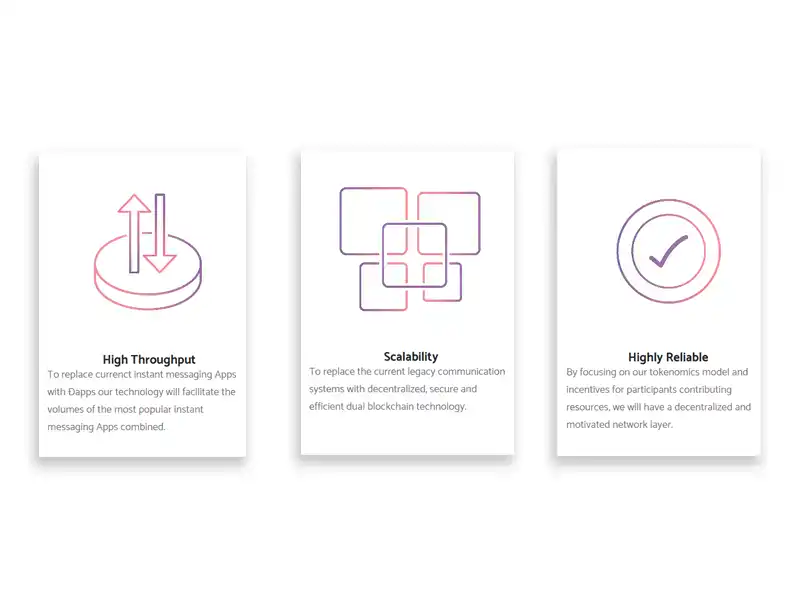 High Throughput
To replace currenct instant messaging Apps
with Ðapps our technology will facilitate the
volumes of the most popular instant
messaging Apps combined.
Scalability
To replace the current legacy communication
systems with decentralized, secure and
efficient dual blockchain technology.
Highly Reliable
By focusing on our tokenomics model and
incentives for participants contributing
resources, we will have a decentralized and
motivated network layer.